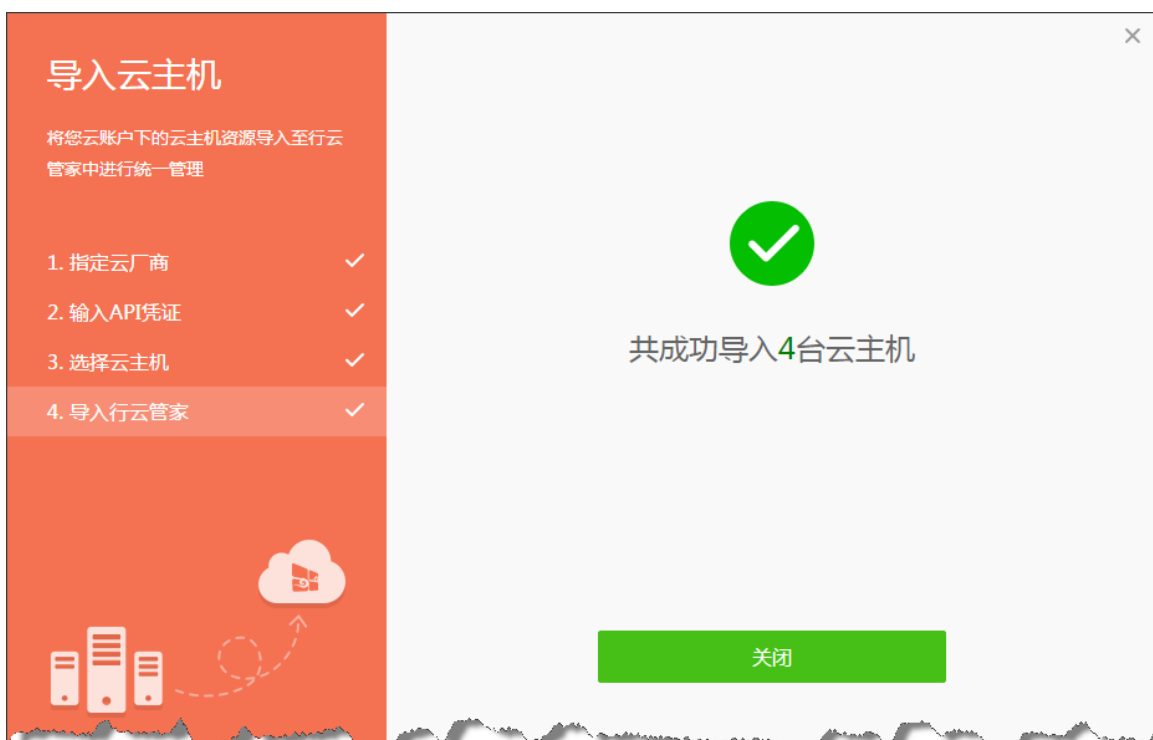 导入云主机
将您云账户下的云主机资源导入至行云
管家中进行统一管理
1. 指定云厂商
2. 输入API凭证
3. 选择云主机
4. 导入行云管家
共成功导入4台云主机
关闭